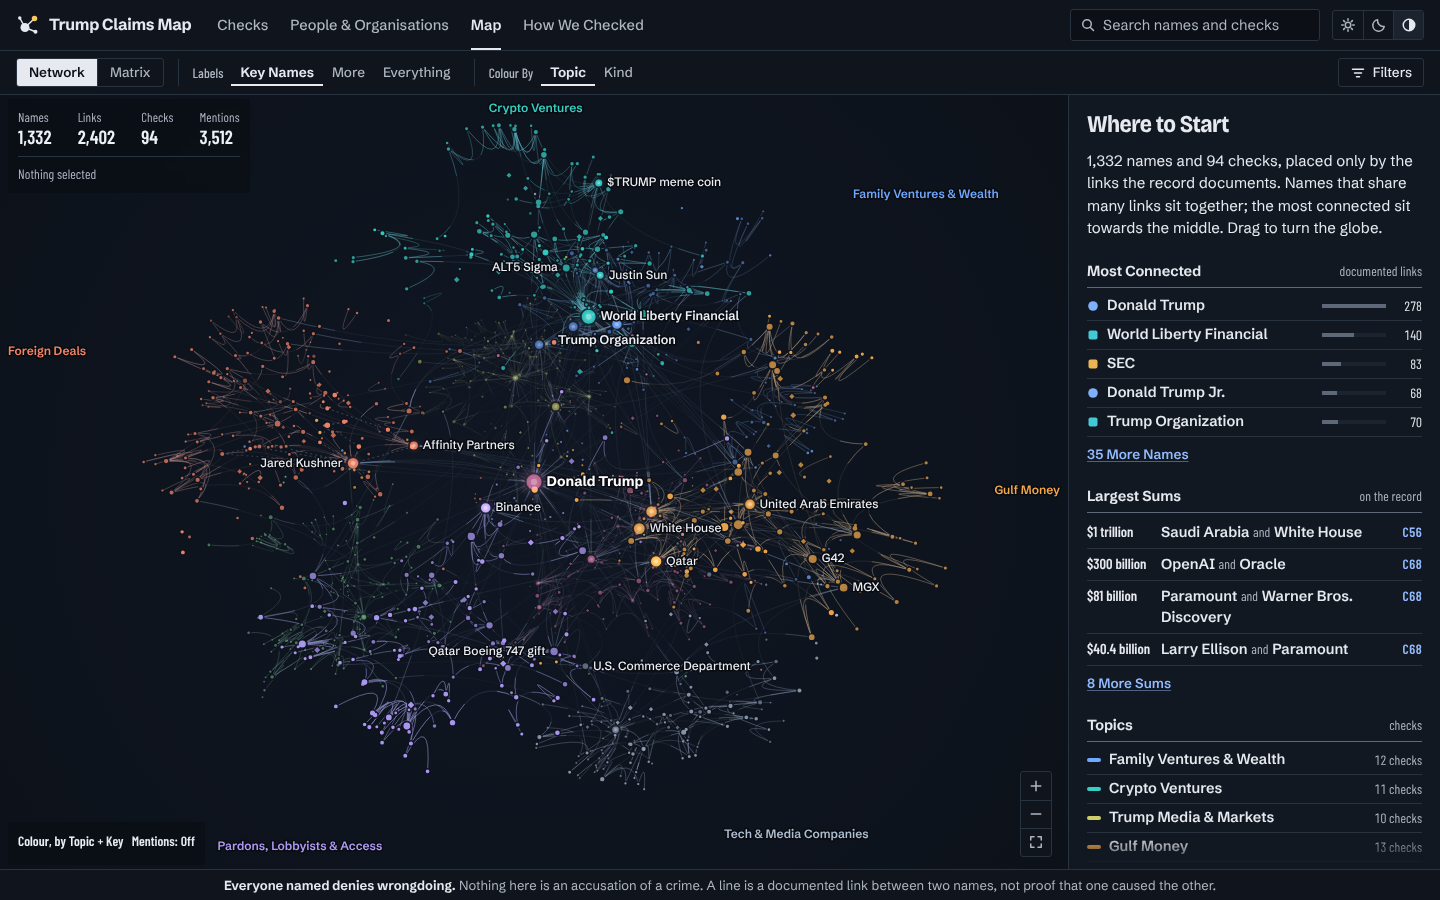 Trump Claims Map
Checks
People & Organisations
Map
How We Checked
Search names and checks
Network
Matrix
Labels
Key Names
More
Everything
Colour By
Topic
Kind
Filters
Names
Links
Checks
Mentions
1,332
2,402
94
3,512
Nothing selected
Crypto Ventures
$TRUMP meme coin
Family Ventures & Wealth
ALT5 Sigma
Justin Sun
World Liberty Financial
Trump Organization
Foreign Deals
Affinity Partners
Jared Kushner
Donald Trump
Gulf Money
Binance
United Arab Emirates
White House
Qatar
G42
MGX
Qatar Boeing 747 gift
U.S. Commerce Department
Tech & Media Companies
Pardons, Lobbyists & Access
Colour, by Topic + Key
Mentions: Off
Where to Start
1,332 names and 94 checks, placed only by the
links the record documents. Names that share
many links sit together; the most connected sit
towards the middle. Drag to turn the globe.
Most Connected
documented links
Donald Trump
278
World Liberty Financial
140
SEC
83
Donald Trump Jr.
68
Trump Organization
70
35 More Names
Largest Sums
on the record
$1 trillion
Saudi Arabia and White House
C56
$300 billion
OpenAI and Oracle
C68
$81 billion
Paramount and Warner Bros.
Discovery
C68
$40.4 billion
Larry Ellison and Paramount
C68
8 More Sums
Topics
checks
Family Ventures & Wealth
12 checks
Crypto Ventures
11 checks
Trump Media & Markets
10 checks
Gulf Money
13 checks
Everyone named denies wrongdoing. Nothing here is an accusation of a crime. A line is a documented link between two names, not proof that one caused the other.